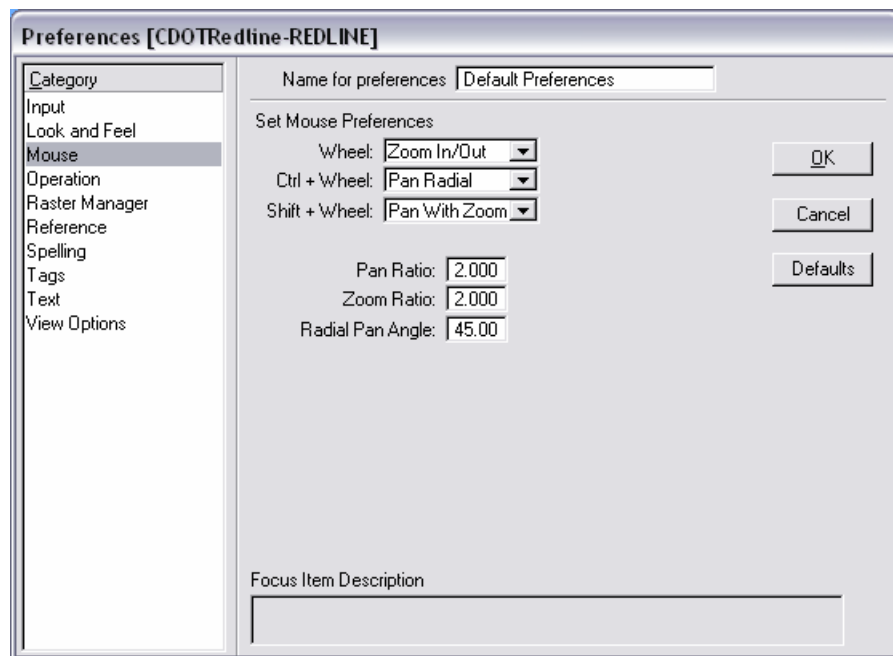 Preferences [CDOTRedline-REDLINE]
Category
Input
Look and Feel
Mouse
Operation
Raster Manager
Reference
Spelling
Tags
Text
View Options
Name for preferences Default Preferences
Set Mouse Preferences
Wheel: Zoom In/Out
Ctrl + Wheel: Pan Radial
Shift + Wheel: Pan With Zoom
Pan Ratio: 2.000
Zoom Ratio: 2.000
Radial Pan Angle: 45.00
OK
Cancel
Defaults
Focus Item Description